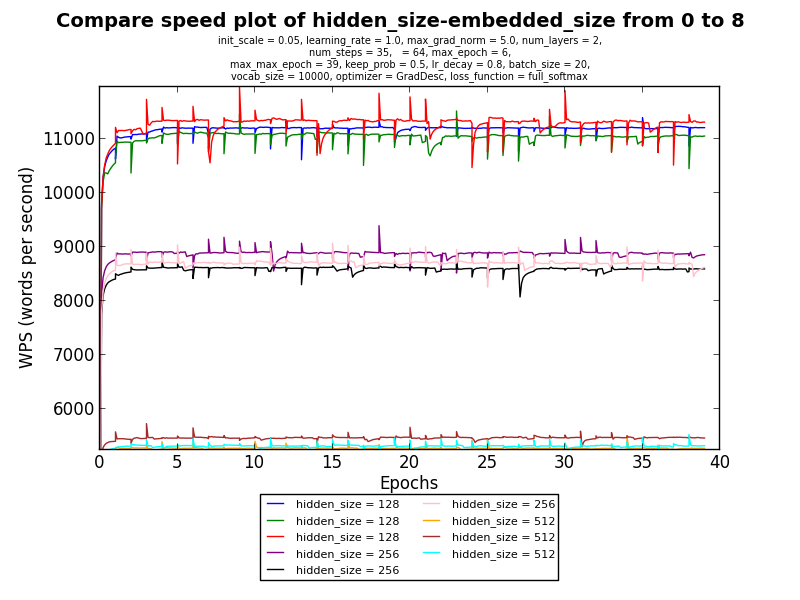 Compare speed plot of hidden_size-embedded_size from 0 to 8
init_scale = 0.05, learning_rate = 1.0, max_grad_norm = 5.0, num_layers = 2,
num_steps = 35,   = 64, max_epoch = 6,
max_max_epoch = 39, keep_prob = 0.5, lr_decay = 0.8, batch_size = 20,
vocab_size = 10000, optimizer = GradDesc, loss_function = full_softmax
11000
10000
9000
8000
7000
6000
WPS (words per second)
0 5 10 15 20 25 30 35 40
Epochs
hidden_size = 128 hidden_size = 256
hidden_size = 128 hidden_size = 512
hidden_size = 128 hidden_size = 512
hidden_size = 256 hidden_size = 512
hidden_size = 256